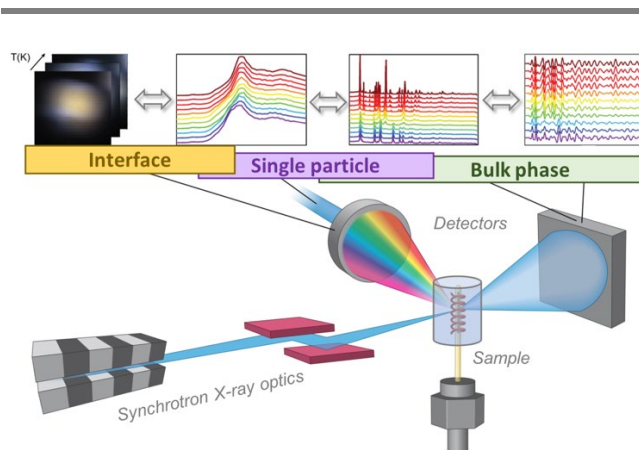 T(K)
Interface
Single particle
Bulk phase
Detectors
Sample
Synchrotron X-ray optics